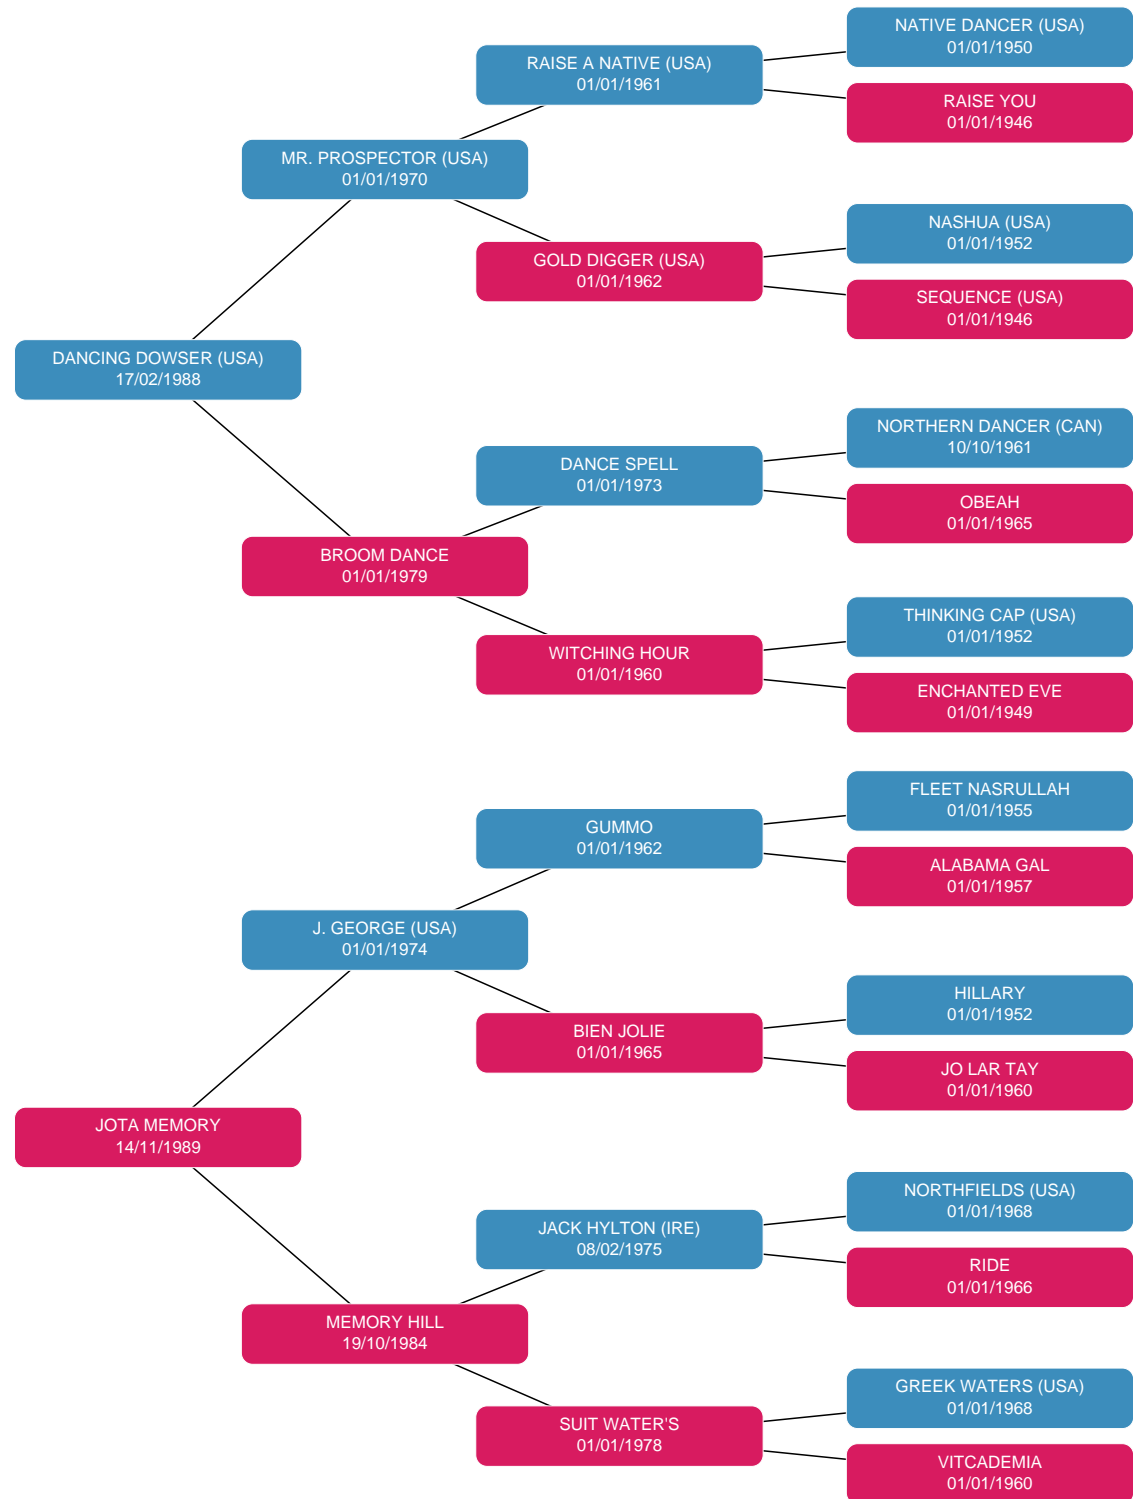 NATIVE DANCER (USA)
01/01/1950
RAISE A NATIVE (USA)
01/01/1961
RAISE YOU
01/01/1946
MR. PROSPECTOR (USA)
01/01/1970
NASHUA (USA)
01/01/1952
GOLD DIGGER (USA)
01/01/1962
SEQUENCE (USA)
01/01/1946
DANCING DOWSER (USA)
17/02/1988
NORTHERN DANCER (CAN)
10/10/1961
DANCE SPELL
01/01/1973
OBEAH
01/01/1965
BROOM DANCE
01/01/1979
THINKING CAP (USA)
01/01/1952
WITCHING HOUR
01/01/1960
ENCHANTED EVE
01/01/1949
FLEET NASRULLAH
01/01/1955
GUMMO
01/01/1962
ALABAMA GAL
01/01/1957
J. GEORGE (USA)
01/01/1974
HILLARY
01/01/1952
BIEN JOLIE
01/01/1965
JO LAR TAY
01/01/1960
JOTA MEMORY
14/11/1989
NORTHFIELDS (USA)
01/01/1968
JACK HYLTON (IRE)
08/02/1975
RIDE
01/01/1966
MEMORY HILL
19/10/1984
GREEK WATERS (USA)
01/01/1968
SUIT WATER'S
01/01/1978
VITCADEMIA
01/01/1960